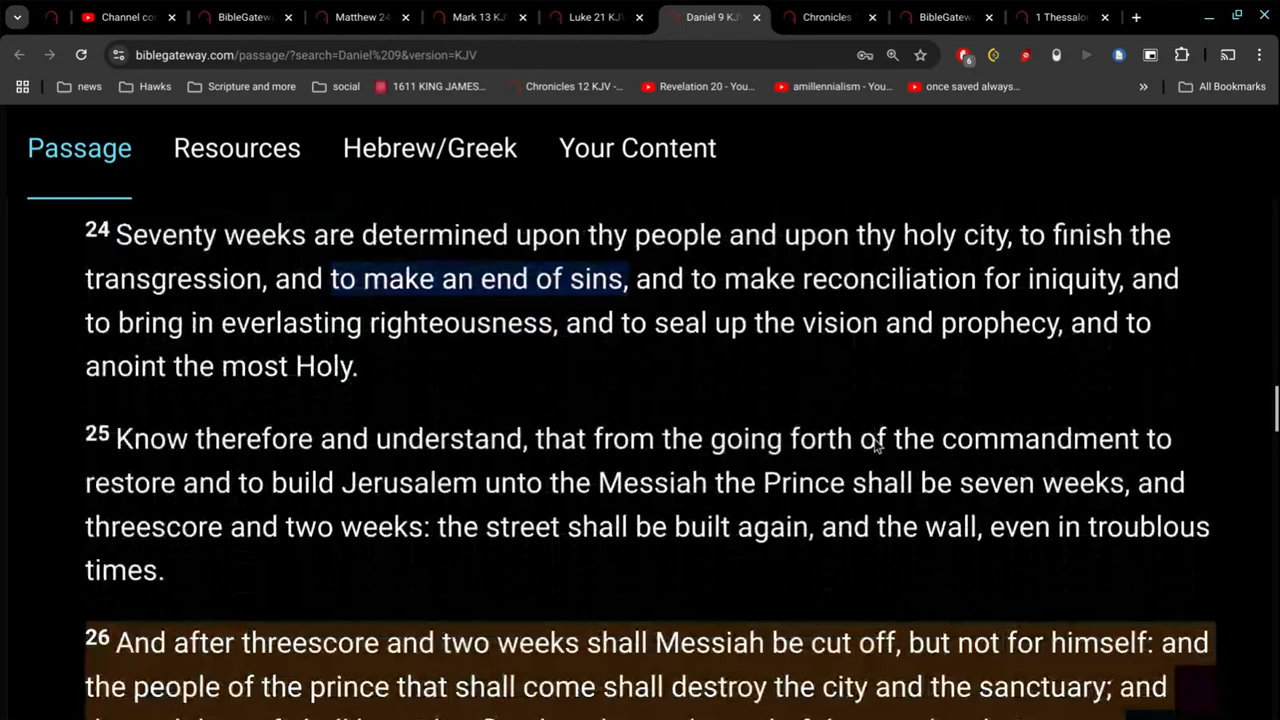 Channel co
BibleGatew
Matthew 24
Mark 13 KJ
Luke 21 KJV
Daniel 9 KJ
Chronicles
BibleGatew
1 Thessalor
biblegateway.com/passage/?search=Daniel%209&version=KJV
6
news
Hawks
Scripture and more
social
1611 KING JAMES...
Chronicles 12 KJV -...
Revelation 20 - You...
amillennialism - You...
once saved always...
»
All Bookmarks
Passage Resources Hebrew/Greek Your Content
24 Seventy weeks are determined upon thy people and upon thy holy city, to finish the
transgression, and to make an end of sins, and to make reconciliation for iniquity, and
to bring in everlasting righteousness, and to seal up the vision and prophecy, and to
anoint the most Holy.
25 Know therefore and understand, that from the going forth of the commandment to
restore and to build Jerusalem unto the Messiah the Prince shall be seven weeks, and
threescore and two weeks: the street shall be built again, and the wall, even in troublous
times.
26 And after threescore and two weeks shall Messiah be cut off, but not for himself: and
the people of the prince that shall come shall destroy the city and the sanctuary; and